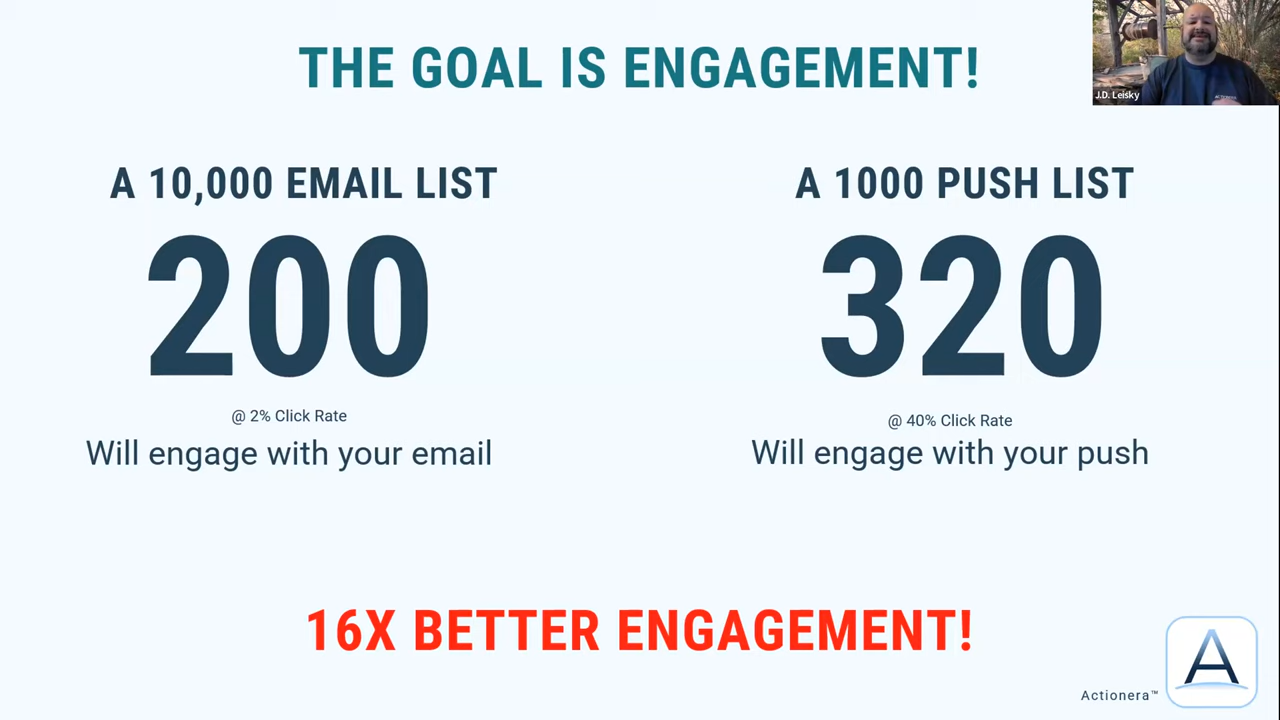 THE GOAL IS ENGAGEMENT!
J.D. Leisky
A 10,000 EMAIL LIST
200
@ 2% Click Rate
Will engage with your email
A 1000 PUSH LIST
320
@ 40% Click Rate
Will engage with your push
16X BETTER ENGAGEMENT!
Actionera™
A